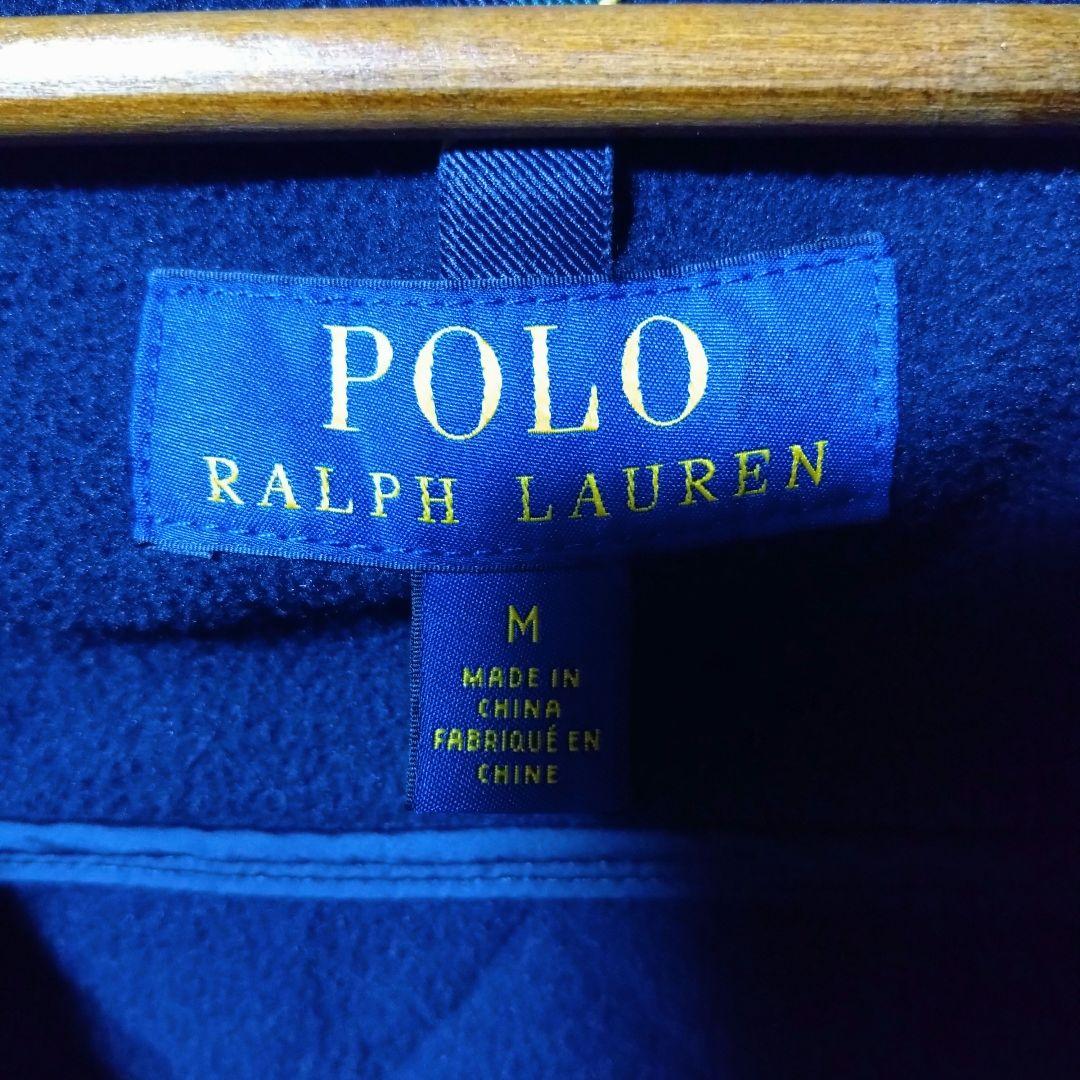 POLO
RALPH LAUREN
M
MADE IN
CHINA
FABRIQUÉ EN
CHINE